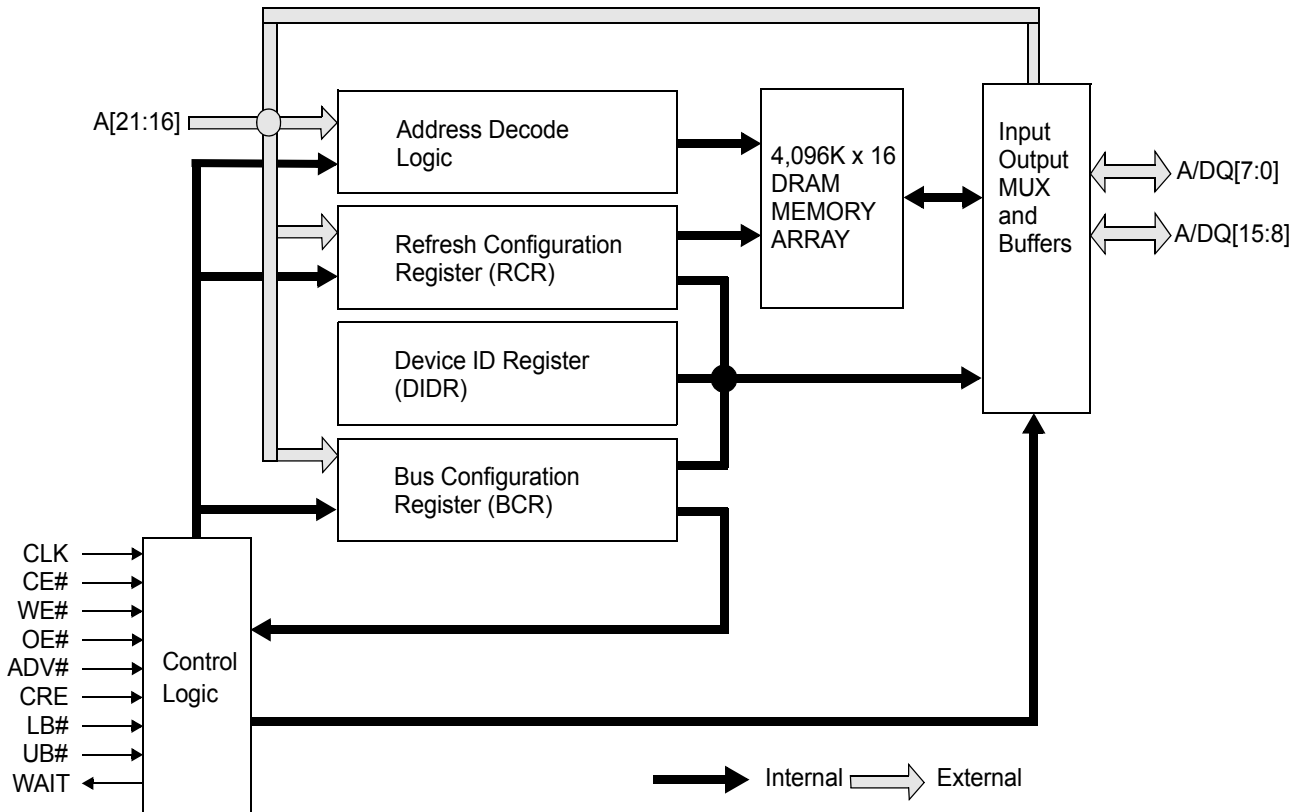 A[21:16]
Address Decode
Logic
4,096K x 16
DRAM
MEMORY
ARRAY
Input
Output
MUX
and
Buffers
A/DQ[7:0]
A/DQ[15:8]
Refresh Configuration
Register (RCR)
Device ID Register
(DIDR)
Bus Configuration
Register (BCR)
CLK
CE#
WE#
OE#
ADV#
CRE
LB#
UB#
WAIT
Control
Logic
Internal
External